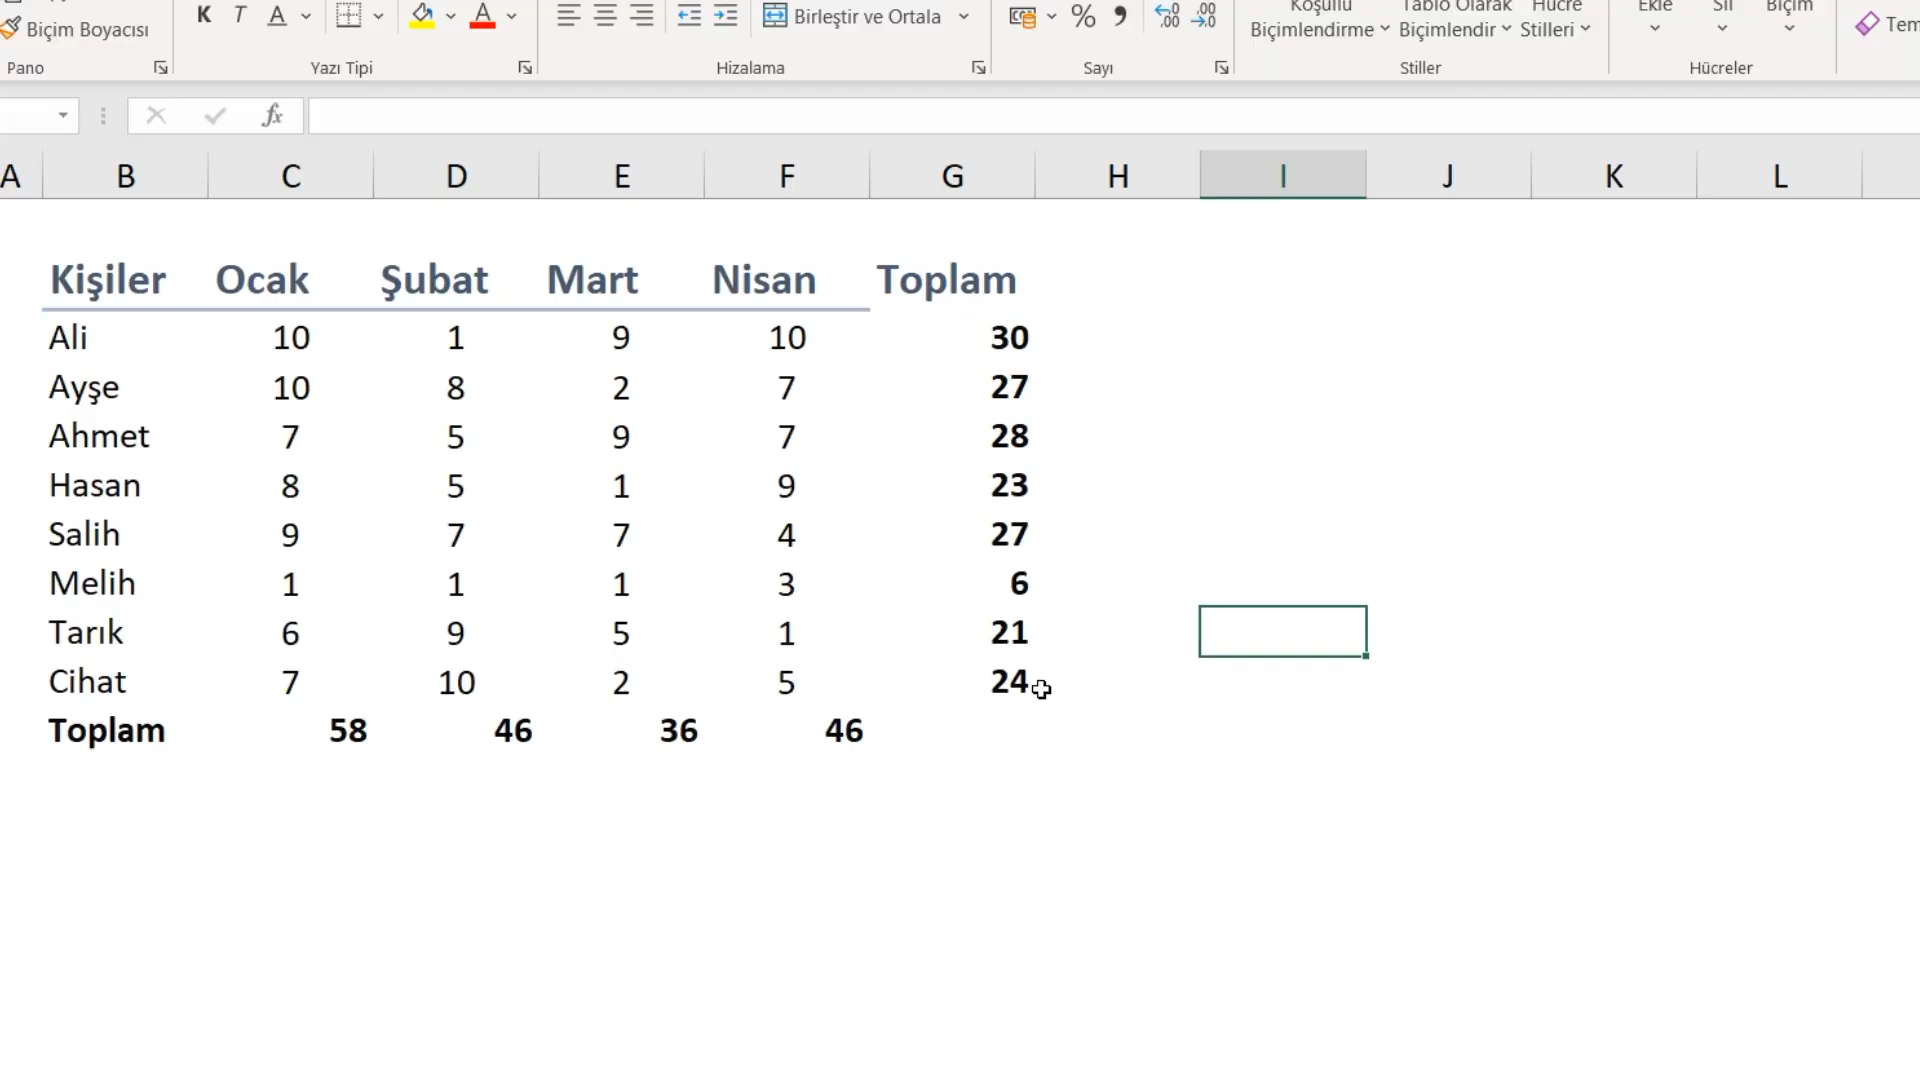 K T A
Birleştir ve Ortala
% ,00
Koşullu Tablo Olarak Hücre
Ekle Sil Biçim
Biçim Boyacısı
Biçimlendirme Biçimlendir Stilleri
Pano Yazı Tipi Hizalama Sayı Stiller Hücreler
fx
A B C D E F G H I J K L
Kişiler Ocak Şubat Mart Nisan Toplam
Ali 10 1 9 10 30
Ayşe 10 8 2 7 27
Ahmet 7 5 9 7 28
Hasan 8 5 1 9 23
Salih 9 7 7 4 27
Melih 1 1 1 3 6
Tarık 6 9 5 1 21
Cihat 7 10 2 5 24
Toplam 58 46 36 46